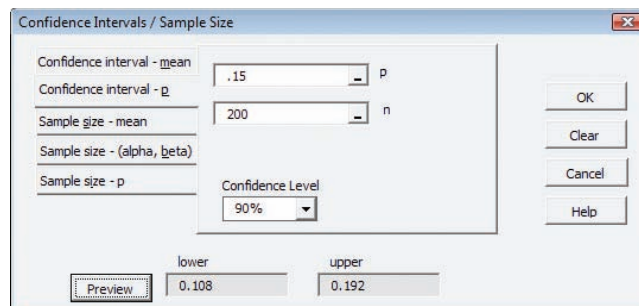 Confidence Intervals / Sample Size
Confidence interval - mean
Confidence interval - p
Sample size - mean
Sample size - (alpha, beta)
Sample size - p
.15 p
200 n
Confidence Level
90%
OK
Clear
Cancel
Help
lower upper
Preview 0.108 0.192